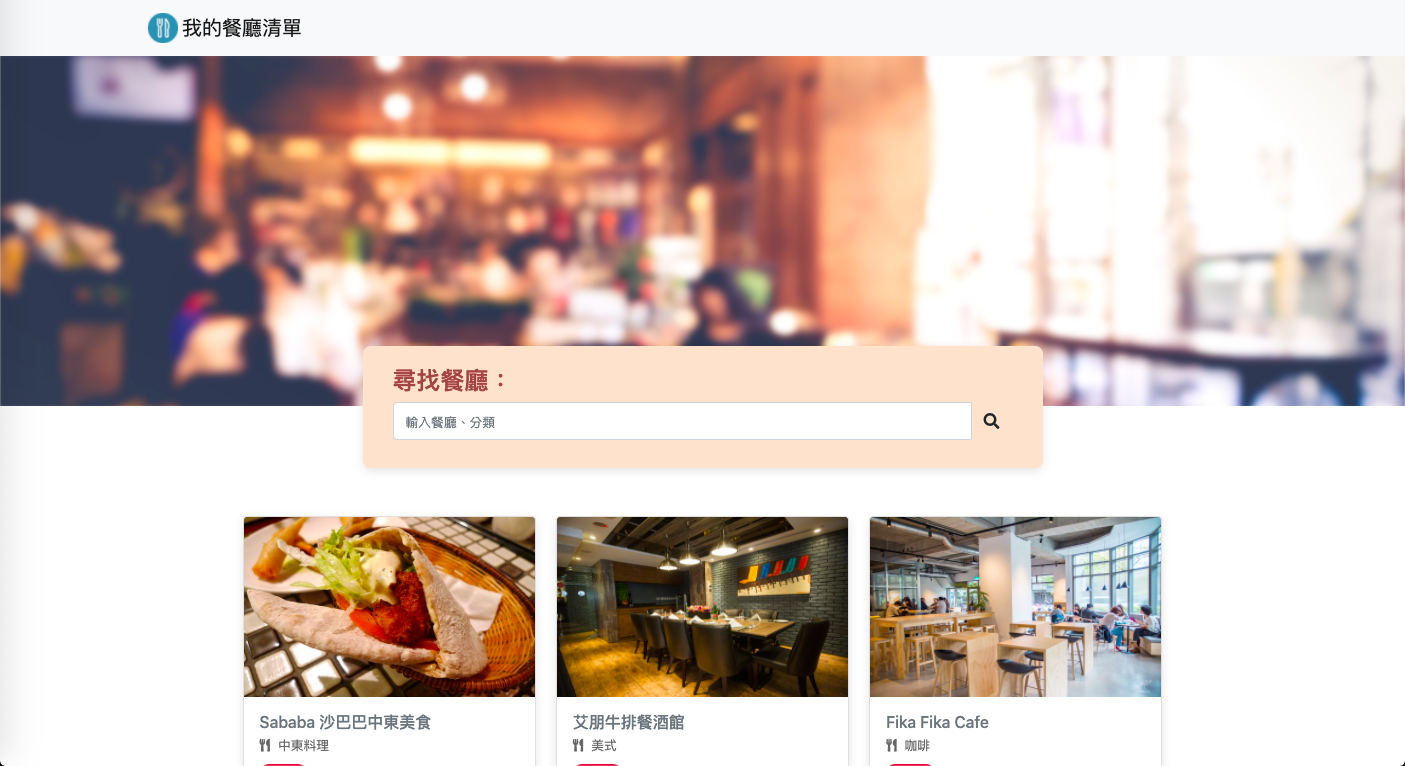 我的餐廳清單
尋找餐廳：
輸入餐廳、分類
Sababa 沙巴巴中東美食
中東料理
艾朋牛排餐酒館
美式
Fika Fika Cafe
咖啡